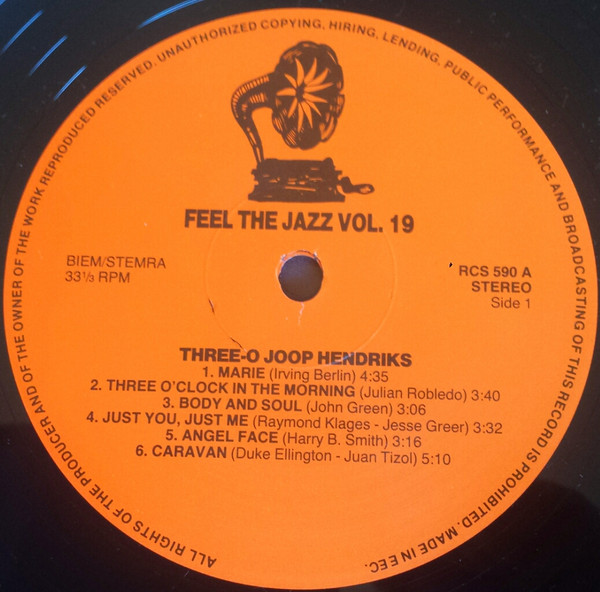 ALL RIGHTS OF THE PRODUCER AND OF THE OWNER OF THE WORK REPRODUCED RESERVED. UNAUTHORIZED COPYING, HIRING, LENDING, PUBLIC PERFORMANCE AND BROADCASTING OF THIS RECORD IS PROHIBITED. MADE IN EEC.
FEEL THE JAZZ VOL. 19
BIEM/STEMRA
33⅓ RPM
RCS 590 A
STEREO
Side 1
THREE-O JOOP HENDRIKS
1. MARIE (Irving Berlin) 4:35
2. THREE O'CLOCK IN THE MORNING (Julian Robledo) 3:40
3. BODY AND SOUL (John Green) 3:06
4. JUST YOU, JUST ME (Raymond Klages - Jesse Greer) 3:32
5. ANGEL FACE (Harry B. Smith) 3:16
6. CARAVAN (Duke Ellington - Juan Tizol) 5:10